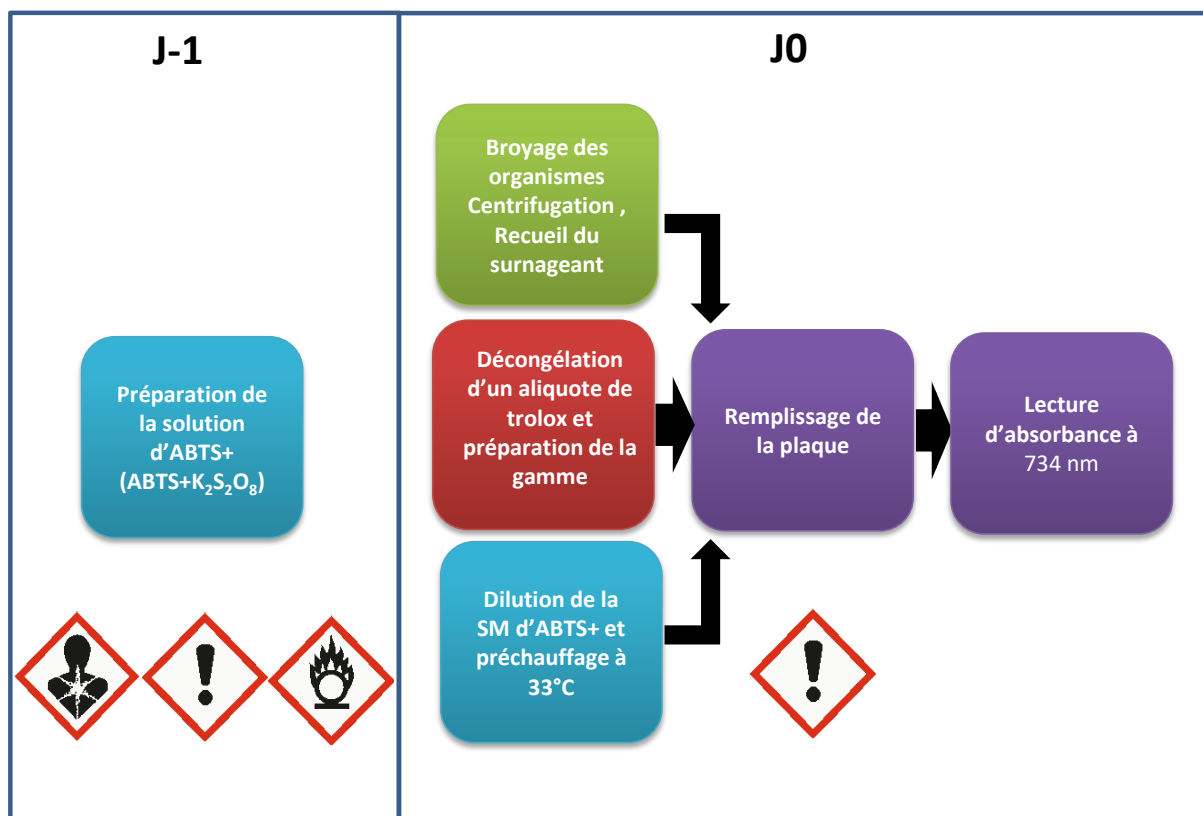 J-1
Préparation de
la solution
d’ABTS+
(ABTS+K₂S₂O₈)
J0
Broyage des
organismes
Centrifugation ,
Recueil du
surnageant
Décongélation
d’un aliquote de
trolox et
préparation de la
gamme
Dilution de la
SM d’ABTS+ et
préchauffage à
33°C
Remplissage de
la plaque
Lecture
d’absorbance à
734 nm